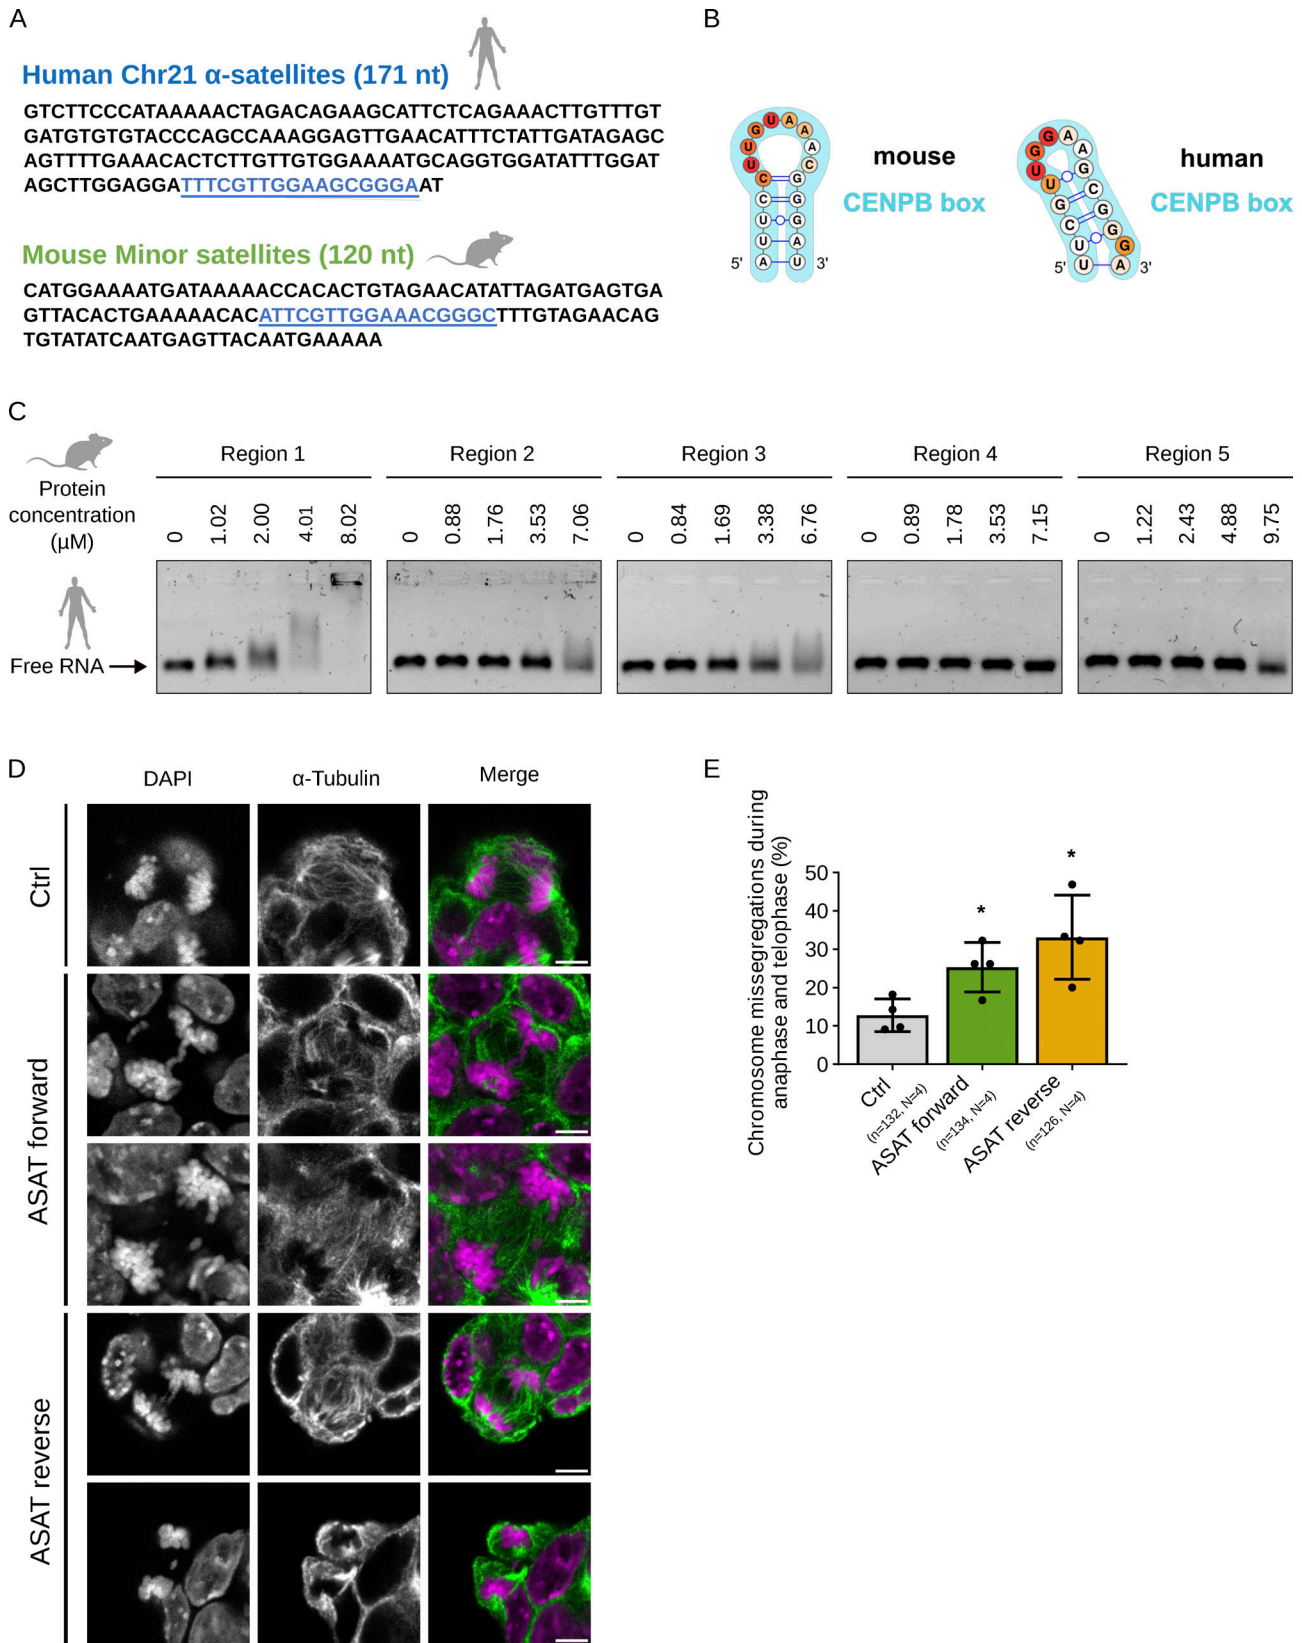 A
Human Chr21 α-satellites (171 nt)
GTCTTCCCATAAAAACTAGACAGAAGCATTCTCAGAAACTTGTTTGT
GATGTGTGTACCCAGCCAAAGGAGTTGAACATTTCTATTGATAGAGC
AGTTTTGAAACACTCTTGTTGTGGAAAATGCAGGTGGATATTTGGAT
AGCTTGGAGGATTTCGTTGGAAGCGGGAAT
Mouse Minor satellites (120 nt)
CATGGAAAATGATAAAAACCACACTGTAGAACATATTAGATGAGTGA
GTTACACTGAAAAACACATTCGTTGGAAACGGGCTTTGTAGAACAG
TGTATATCAATGAGTTACAATGAAAAA
B
U A
G A
U A
U C
C G
C G
U G
U A
5' A U 3'
mouse
CENPB box
G A
G A
U G
U C
G G
C G
U G
5' U A 3'
human
CENPB box
C
Protein
concentration
(µM)
Region 1
0 1.02 2.00 4.01 8.02
Region 2
0 0.88 1.76 3.53 7.06
Region 3
0 0.84 1.69 3.38 6.76
Region 4
0 0.89 1.78 3.53 7.15
Region 5
0 1.22 2.43 4.88 9.75
Free RNA
D
DAPI α-Tubulin Merge
Ctrl
ASAT forward
ASAT reverse
E
Chromosome missegregations during
anaphase and telophase (%)
50
40
30
20
10
0
*
*
Ctrl
(n=132, N=4)
ASAT forward
(n=134, N=4)
ASAT reverse
(n=126, N=4)